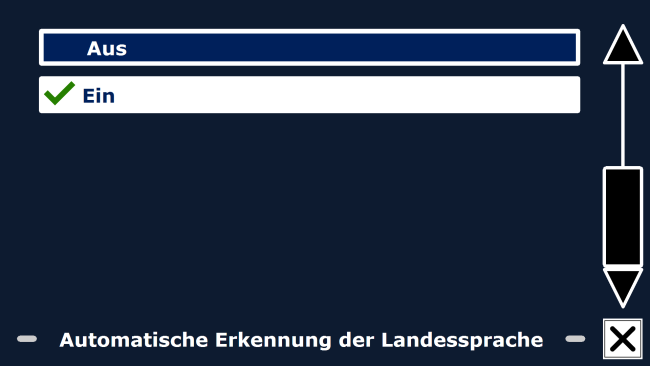 Aus
Ein
Automatische Erkennung der Landessprache